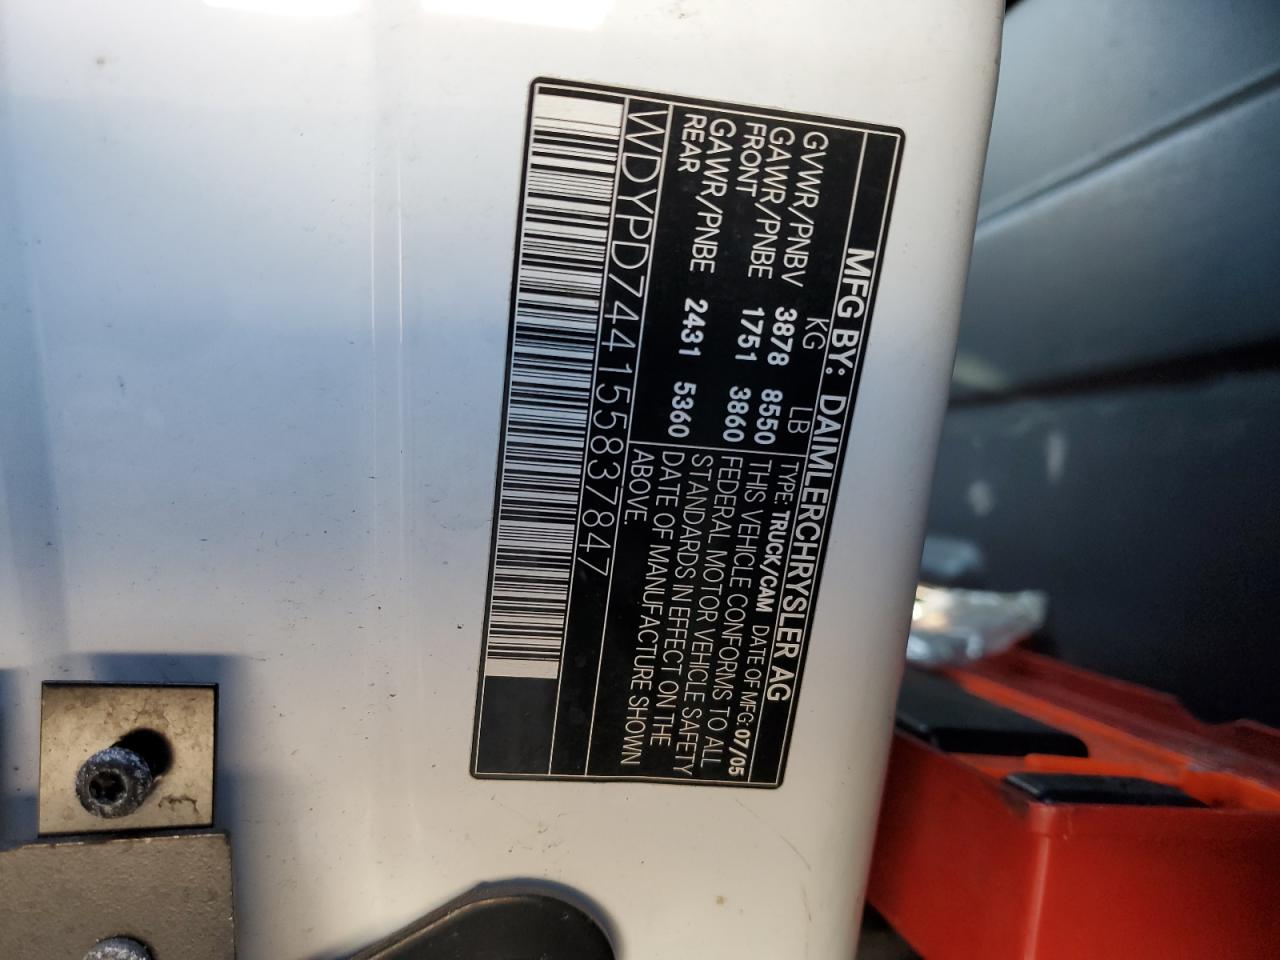 MFG BY: DAIMLERCHRYSLER AG
KG LB
GVWR/PNBV 3878 8550
GAWR/PNBE FRONT 1751 3860
GAWR/PNBE REAR 2431 5360
TYPE: TRUCK/CAM DATE OF MFG: 07/05
THIS VEHICLE CONFORMS TO ALL
FEDERAL MOTOR VEHICLE SAFETY
STANDARDS IN EFFECT ON THE
DATE OF MANUFACTURE SHOWN
ABOVE.
WDYPD744155837847